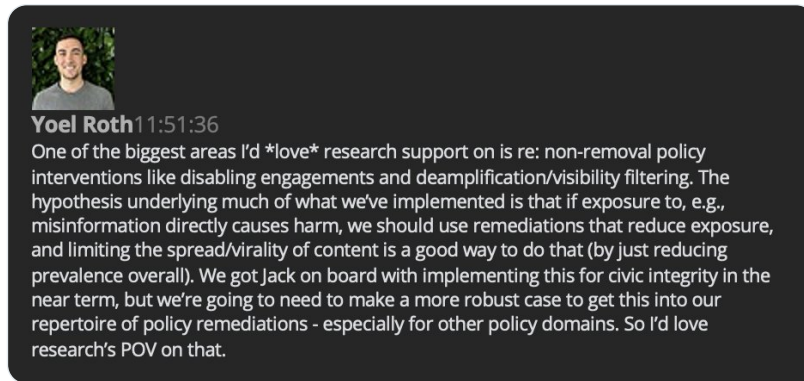 Yoel Roth11:51:36
One of the biggest areas I'd *love* research support on is re: non-removal policy
interventions like disabling engagements and deamplification/visibility filtering. The
hypothesis underlying much of what we've implemented is that if exposure to, e.g.,
misinformation directly causes harm, we should use remediations that reduce exposure,
and limiting the spread/virality of content is a good way to do that (by just reducing
prevalence overall). We got Jack on board with implementing this for civic integrity in the
near term, but we're going to need to make a more robust case to get this into our
repertoire of policy remediations - especially for other policy domains. So I'd love
research's POV on that.